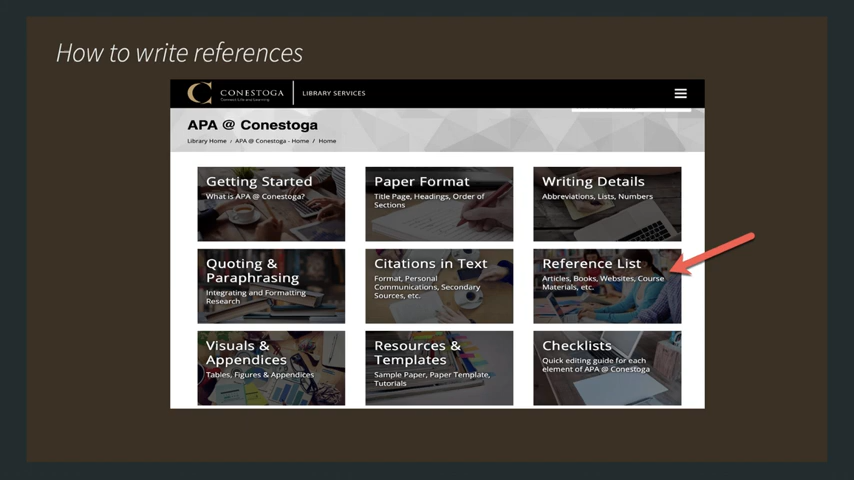 How to write references
CONESTOGA
Connect Life and Learning
LIBRARY SERVICES
APA @ Conestoga
Library Home / APA @ Conestoga - Home / Home
Getting Started
What is APA @ Conestoga?
Paper Format
Title Page, Headings, Order of
Sections
Writing Details
Abbreviations, Lists, Numbers
Quoting &
Paraphrasing
Integrating and Formatting
Research
Citations in Text
Format, Personal
Communications, Secondary
Sources, etc.
Reference List
Articles, Books, Websites, Course
Materials, etc.
Visuals &
Appendices
Tables, Figures & Appendices
Resources &
Templates
Sample Paper, Paper Template,
Tutorials
Checklists
Quick editing guide for each
element of APA @ Conestoga